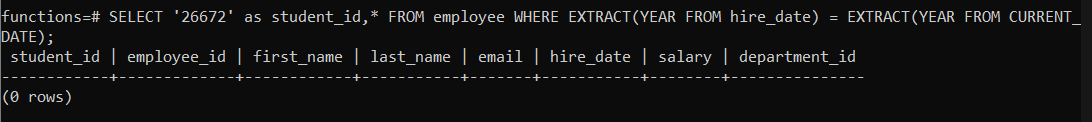 functions=# SELECT '26672' as student_id,* FROM employee WHERE EXTRACT(YEAR FROM hire_date) = EXTRACT(YEAR FROM CURRENT_
DATE);
 student_id | employee_id | first_name | last_name | email | hire_date | salary | department_id
------------+-------------+------------+-----------+-------+-----------+--------+---------------
(0 rows)